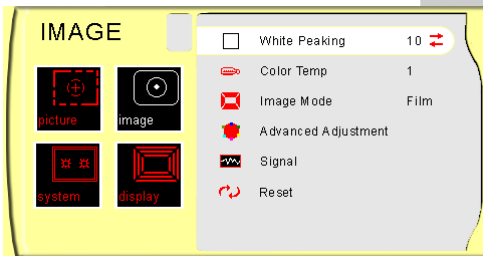 IMAGE
picture
image
system
display
White Peaking 10
Color Temp 1
Image Mode Film
Advanced Adjustment
Signal
Reset